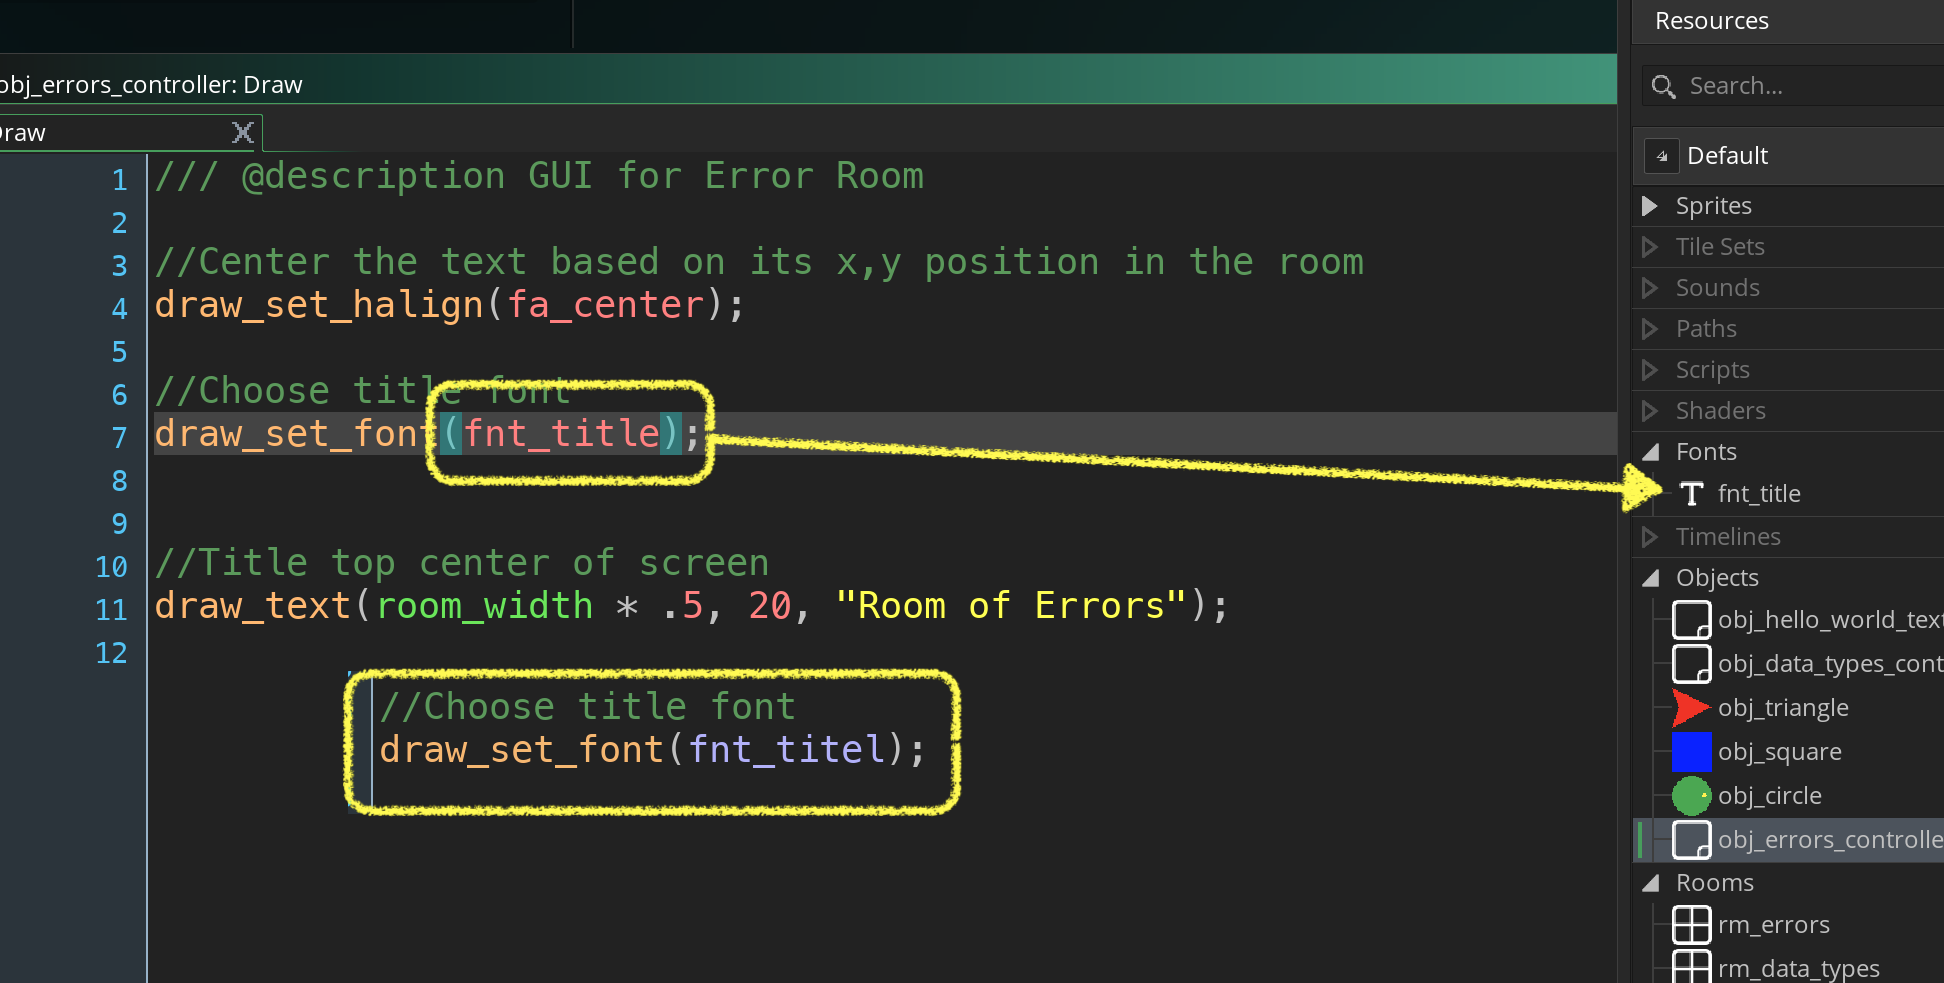 obj_errors_controller: Draw
Draw
1 /// @description GUI for Error Room
2
3 //Center the text based on its x,y position in the room
4 draw_set_halign(fa_center);
5
6 //Choose title font
7 draw_set_font(fnt_title);
8
9
10 //Title top center of screen
11 draw_text(room_width * .5, 20, "Room of Errors");
12
//Choose title font
draw_set_font(fnt_titel);
Resources
Search...
Default
Sprites
Tile Sets
Sounds
Paths
Scripts
Shaders
Fonts
fnt_title
Timelines
Objects
obj_hello_world_text
obj_data_types_cont
obj_triangle
obj_square
obj_circle
obj_errors_controlle
Rooms
rm_errors
rm_data_types